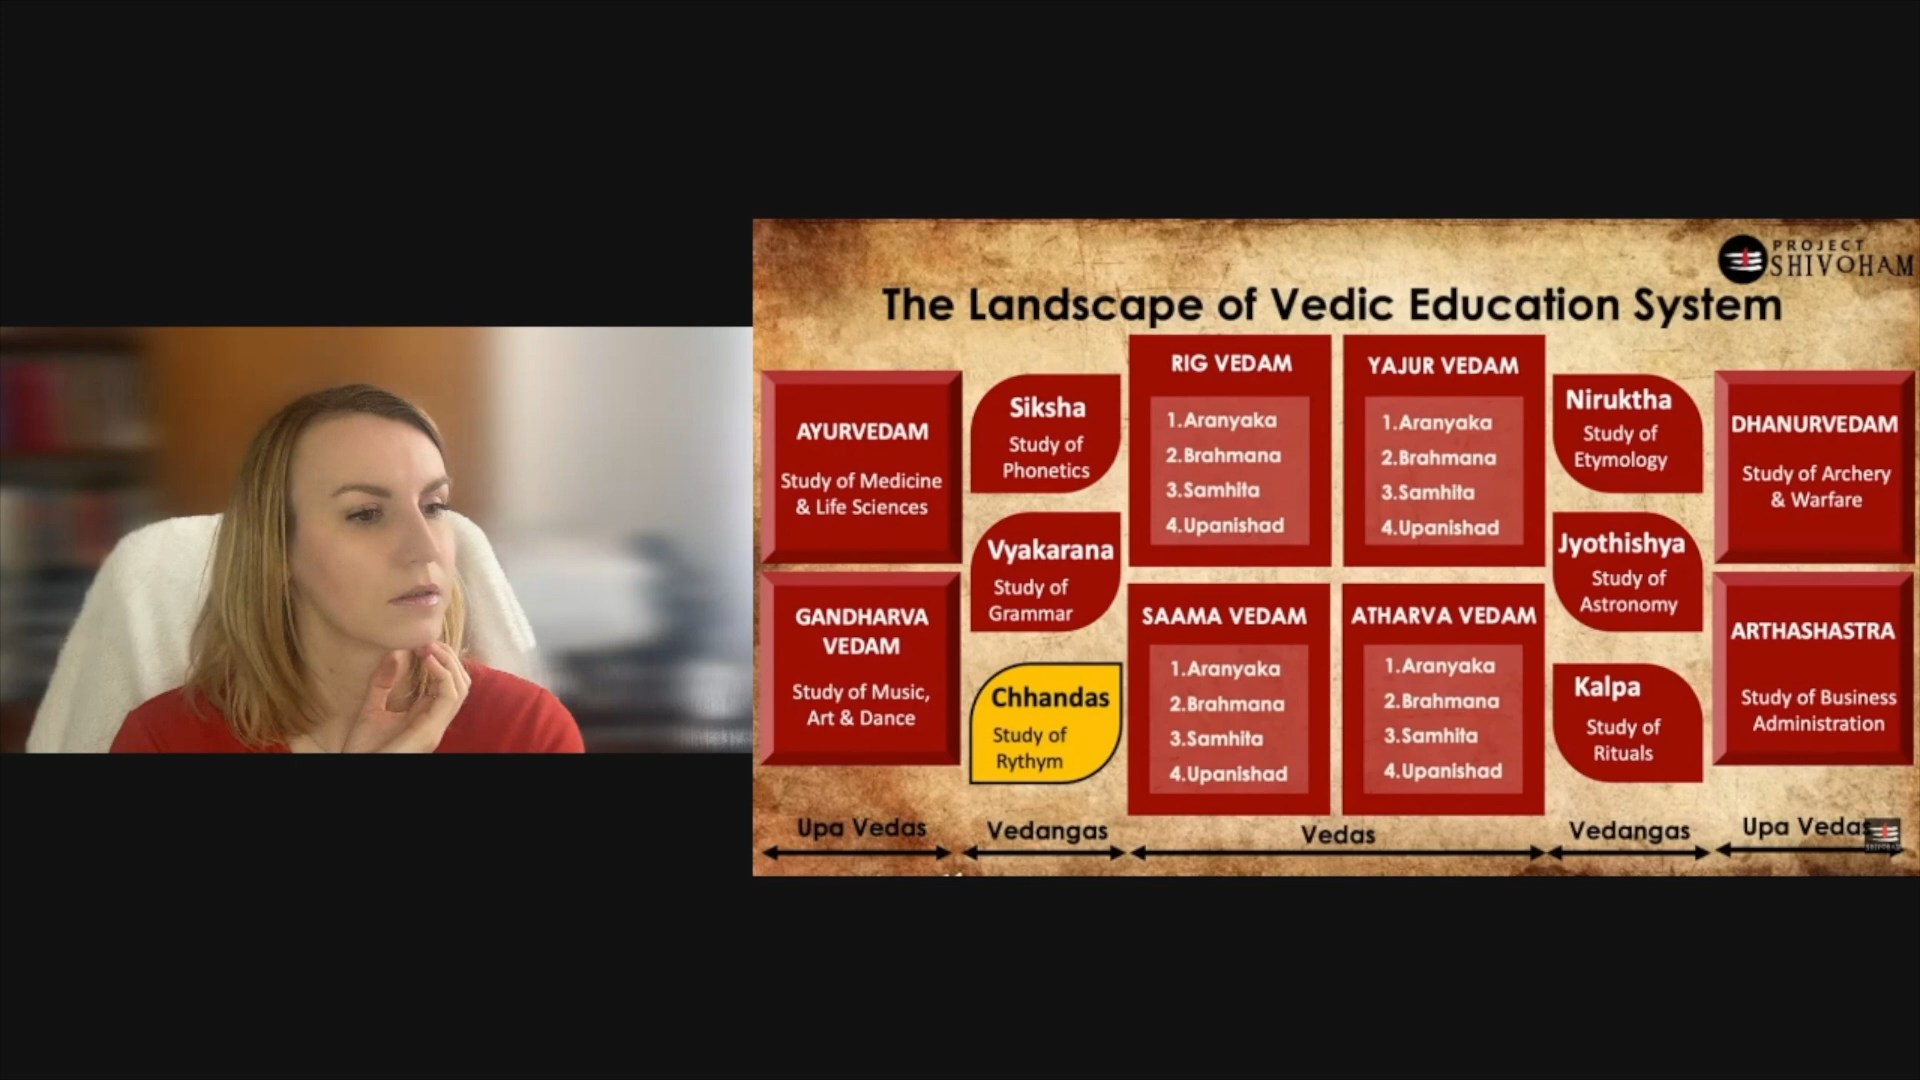 PROJECT
SHIVOHAM
The Landscape of Vedic Education System
AYURVEDAM
Study of Medicine
& Life Sciences
GANDHARVA
VEDAM
Study of Music,
Art & Dance
Siksha
Study of
Phonetics
Vyakarana
Study of
Grammar
Chhandas
Study of
Rythym
RIG VEDAM
1.Aranyaka
2.Brahmana
3.Samhita
4.Upanishad
YAJUR VEDAM
1.Aranyaka
2.Brahmana
3.Samhita
4.Upanishad
SAAMA VEDAM
1.Aranyaka
2.Brahmana
3.Samhita
4.Upanishad
ATHARVA VEDAM
1.Aranyaka
2.Brahmana
3.Samhita
4.Upanishad
Niruktha
Study of
Etymology
Jyothishya
Study of
Astronomy
Kalpa
Study of
Rituals
DHANURVEDAM
Study of Archery
& Warfare
ARTHASHASTRA
Study of Business
Administration
Upa Vedas
Vedangas
Vedas
Vedangas
Upa Vedas